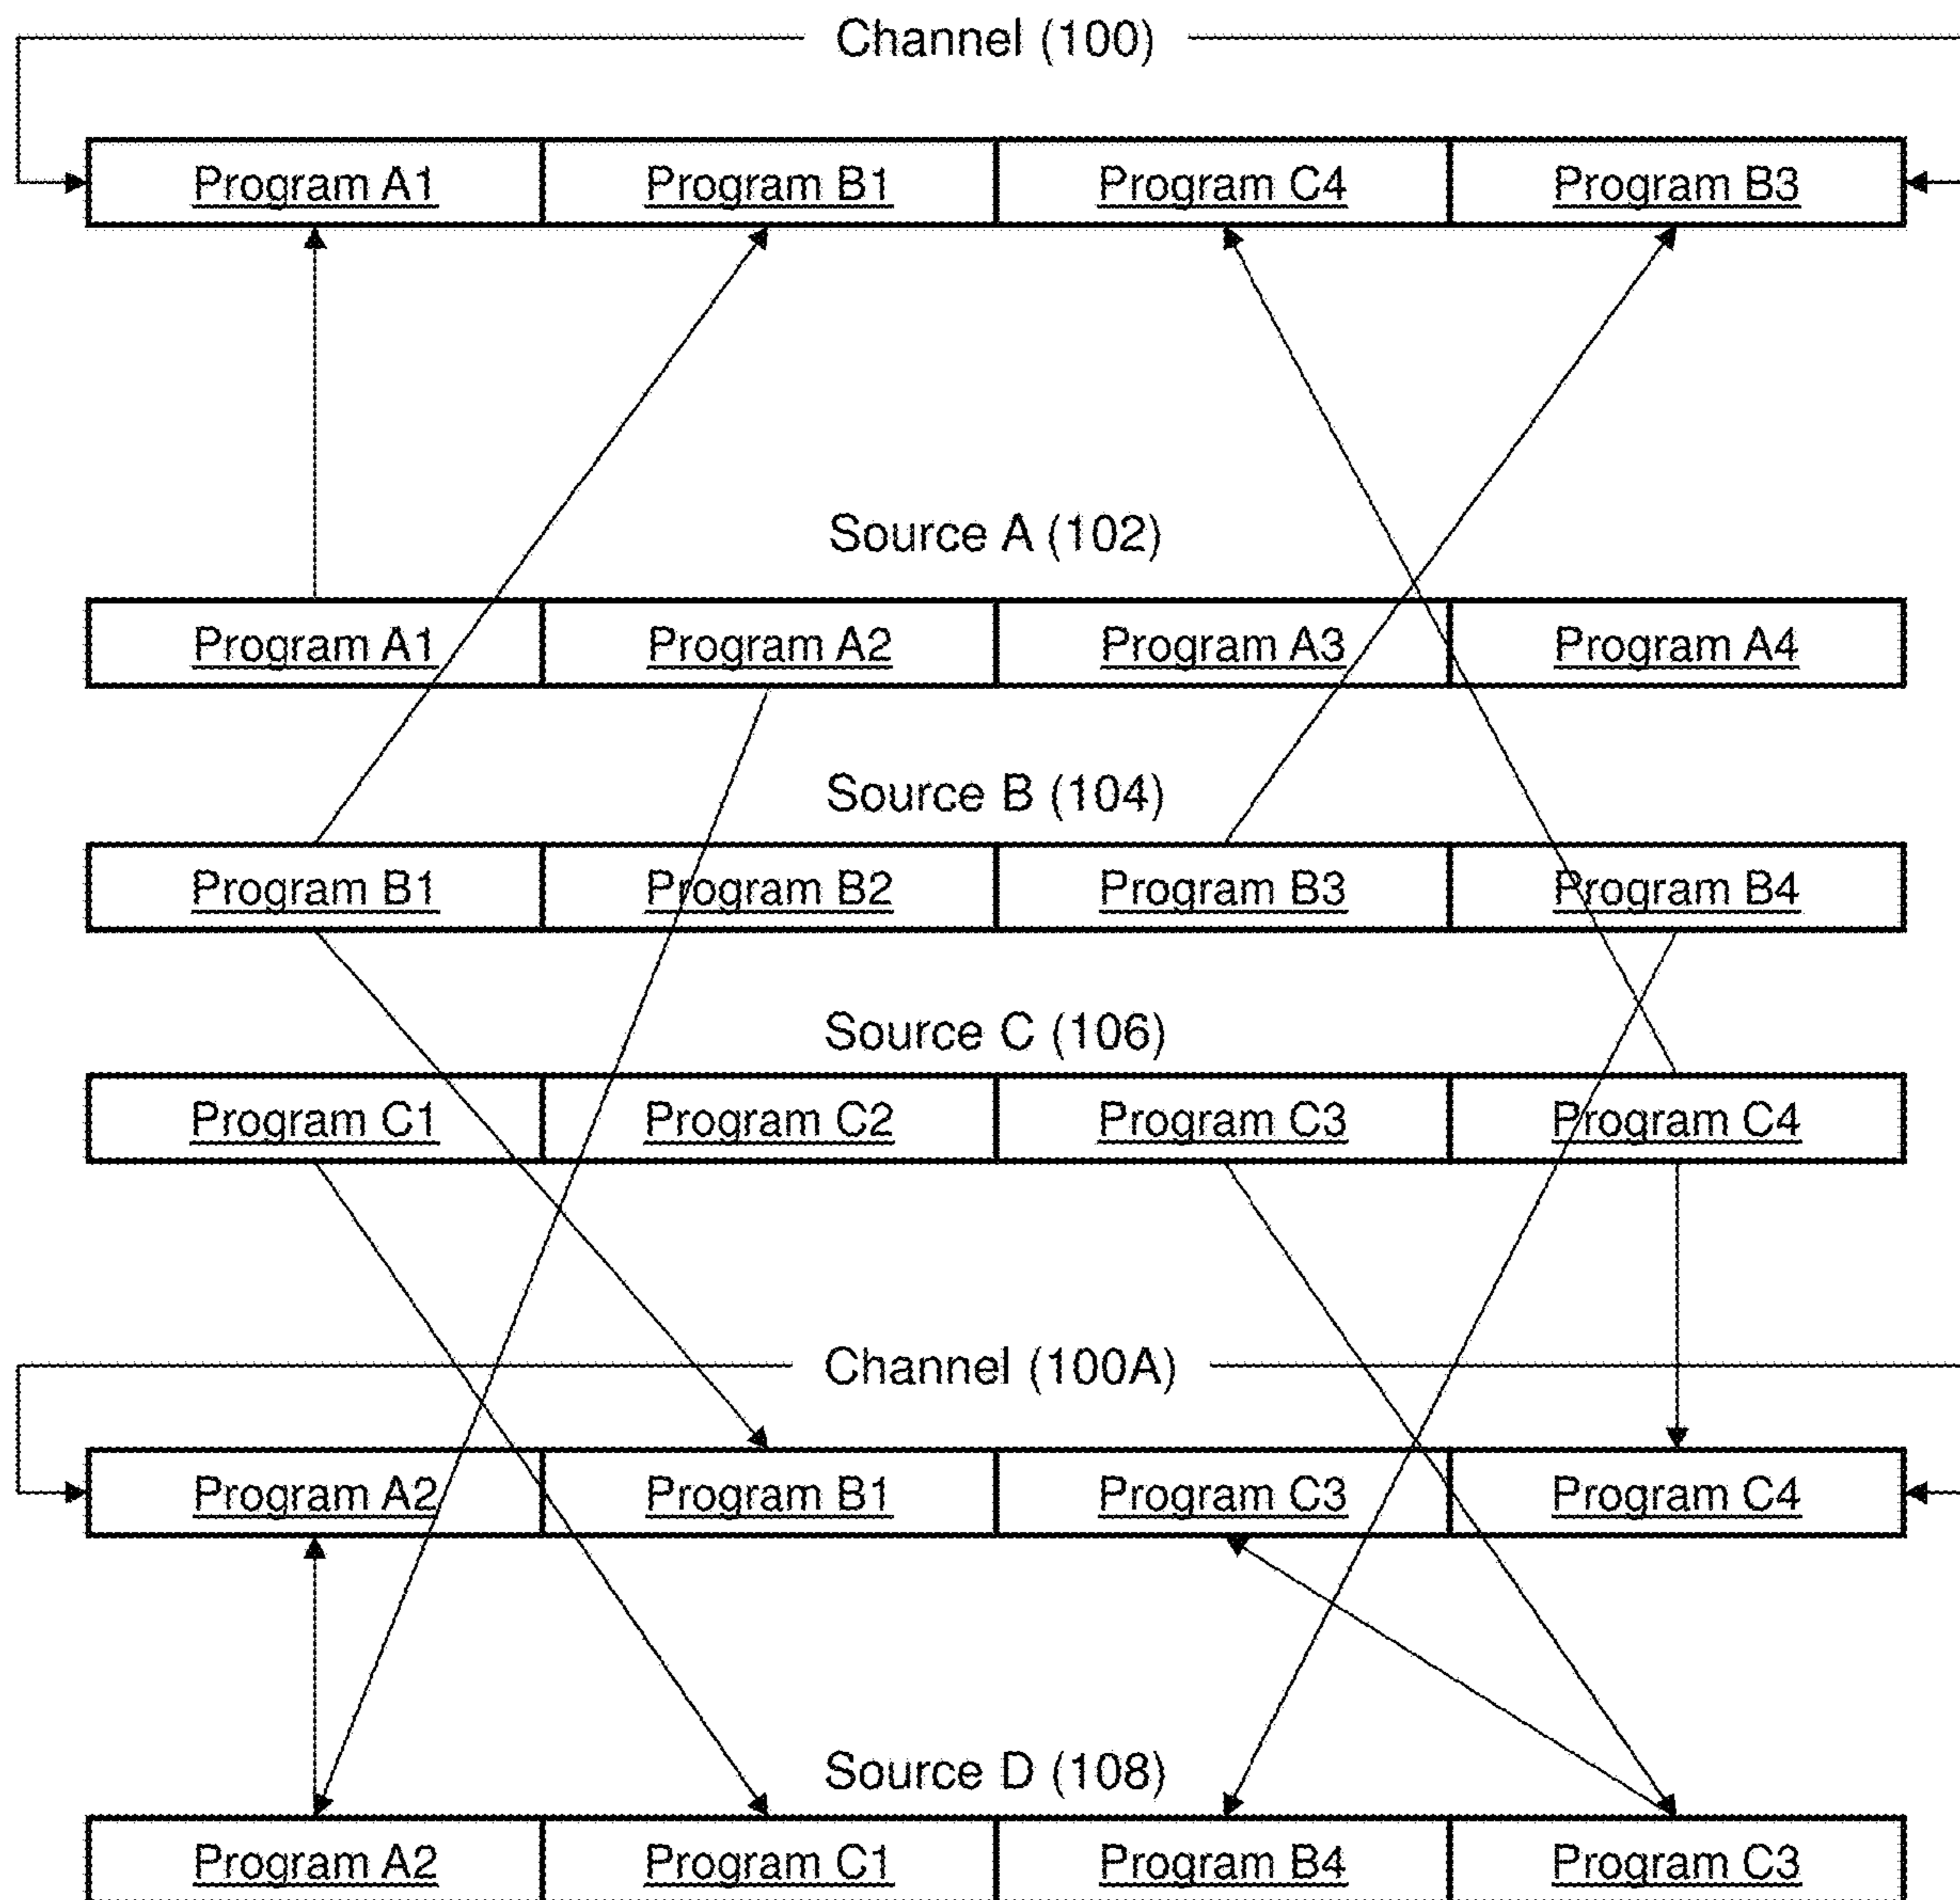 Channel (100)
Program A1 Program B1 Program C4 Program B3
Source A (102)
Program A1 Program A2 Program A3 Program A4
Source B (104)
Program B1 Program B2 Program B3 Program B4
Source C (106)
Program C1 Program C2 Program C3 Program C4
Channel (100A)
Program A2 Program B1 Program C3 Program C4
Source D (108)
Program A2 Program C1 Program B4 Program C3